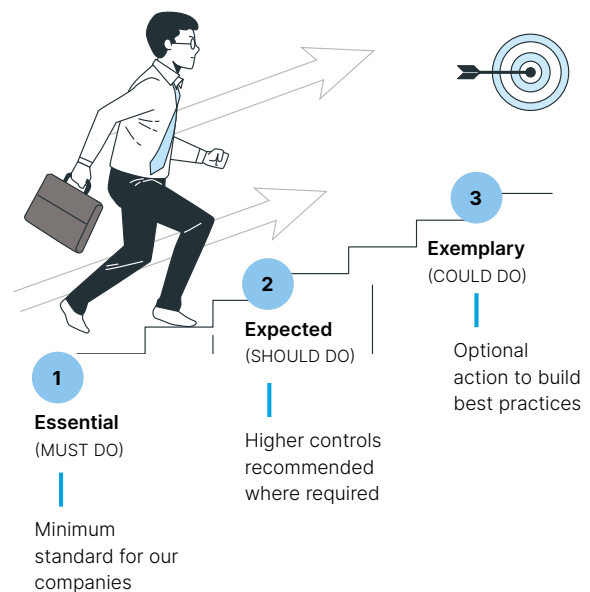 1
Essential
(MUST DO)
Minimum
standard for our
companies
2
Expected
(SHOULD DO)
Higher controls
recommended
where required
3
Exemplary
(COULD DO)
Optional
action to build
best practices